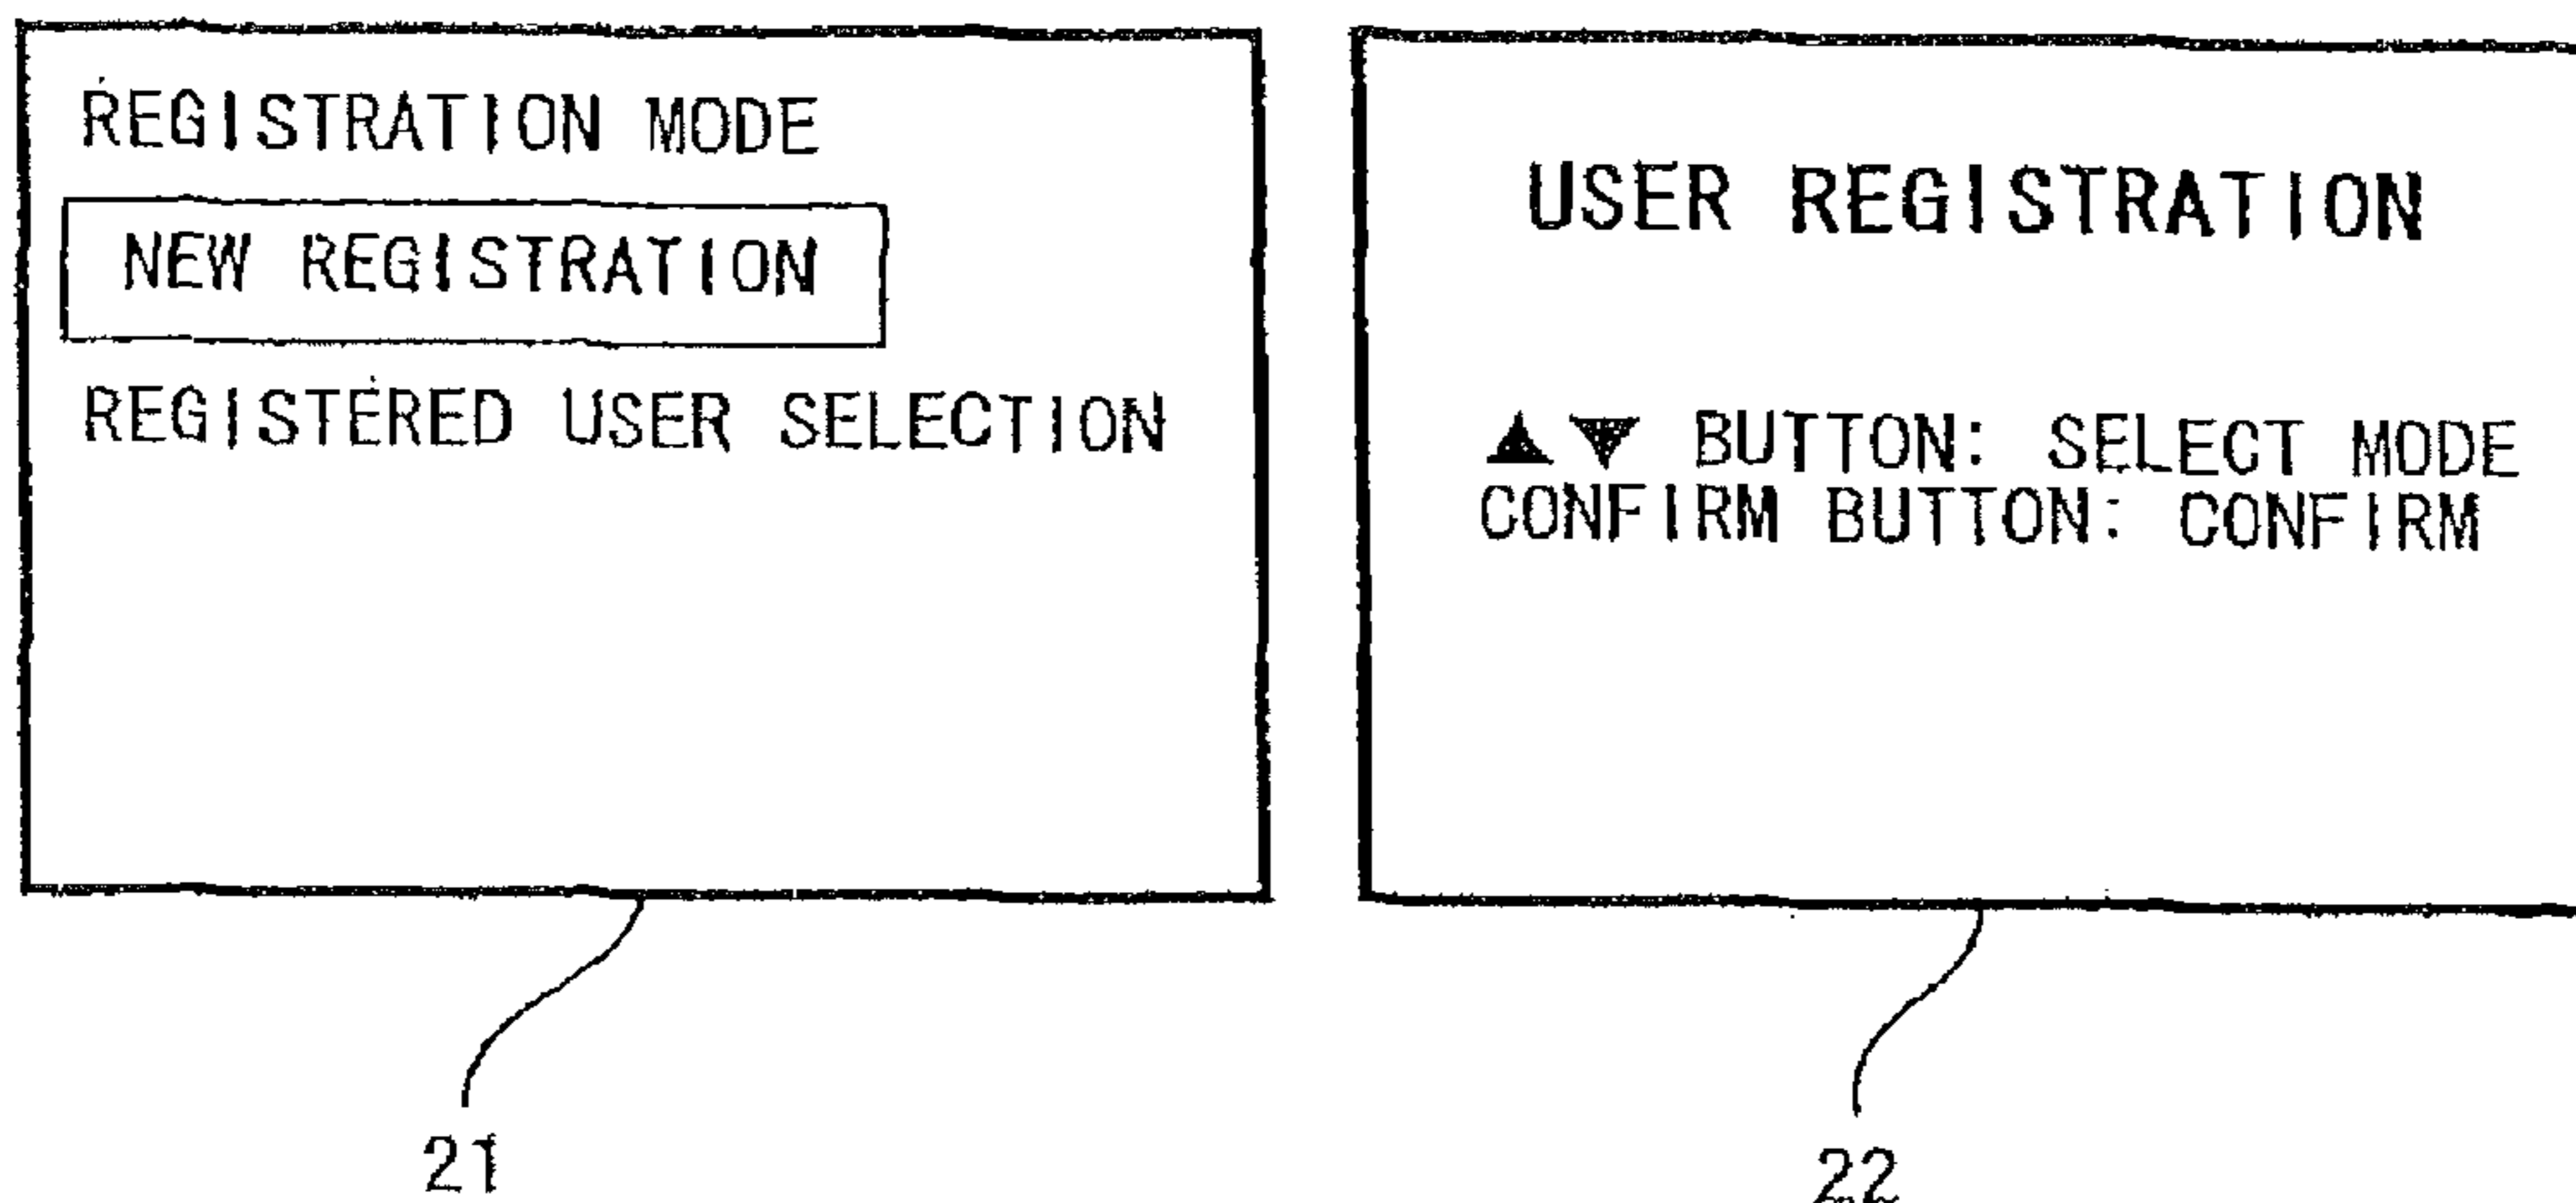 REGISTRATION MODE
NEW REGISTRATION
REGISTERED USER SELECTION
USER REGISTRATION
▲▼ BUTTON: SELECT MODE
CONFIRM BUTTON: CONFIRM
21
22